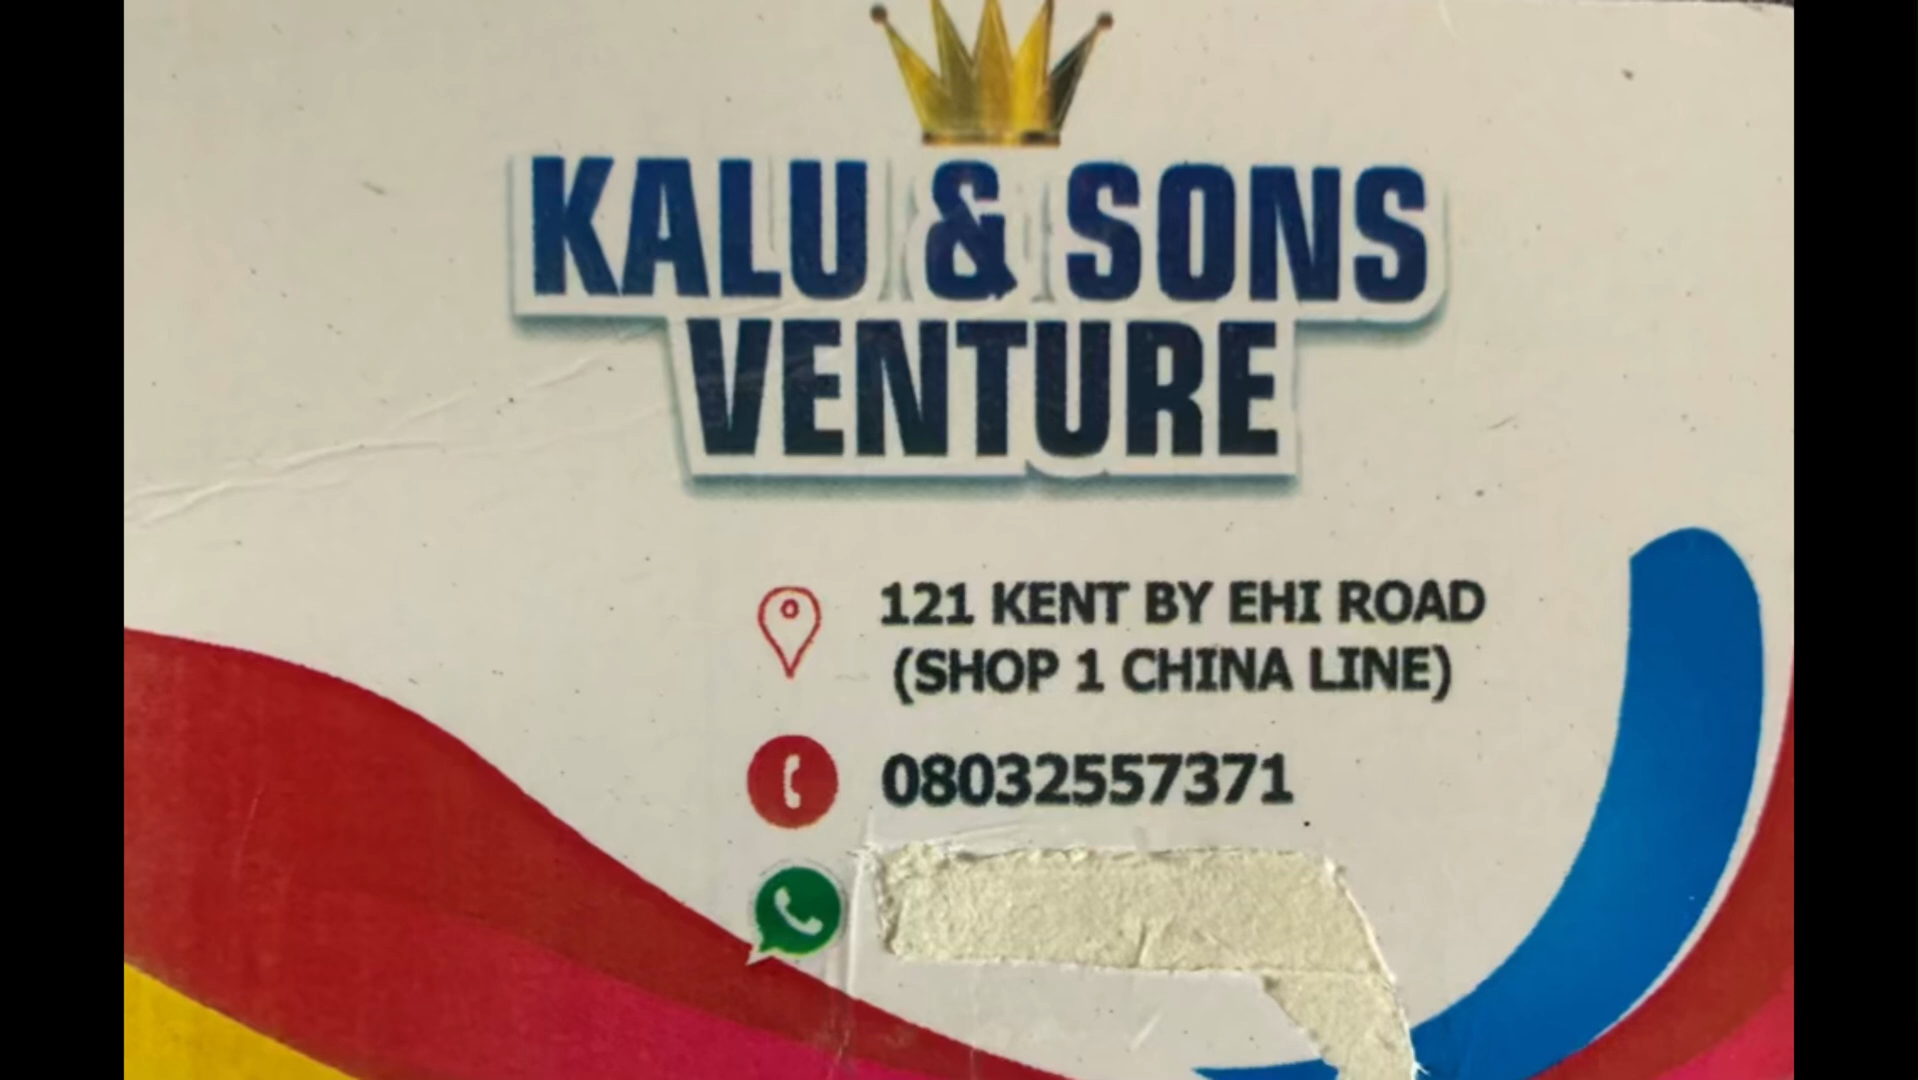 KALU & SONS
VENTURE
121 KENT BY EHI ROAD
(SHOP 1 CHINA LINE)
08032557371